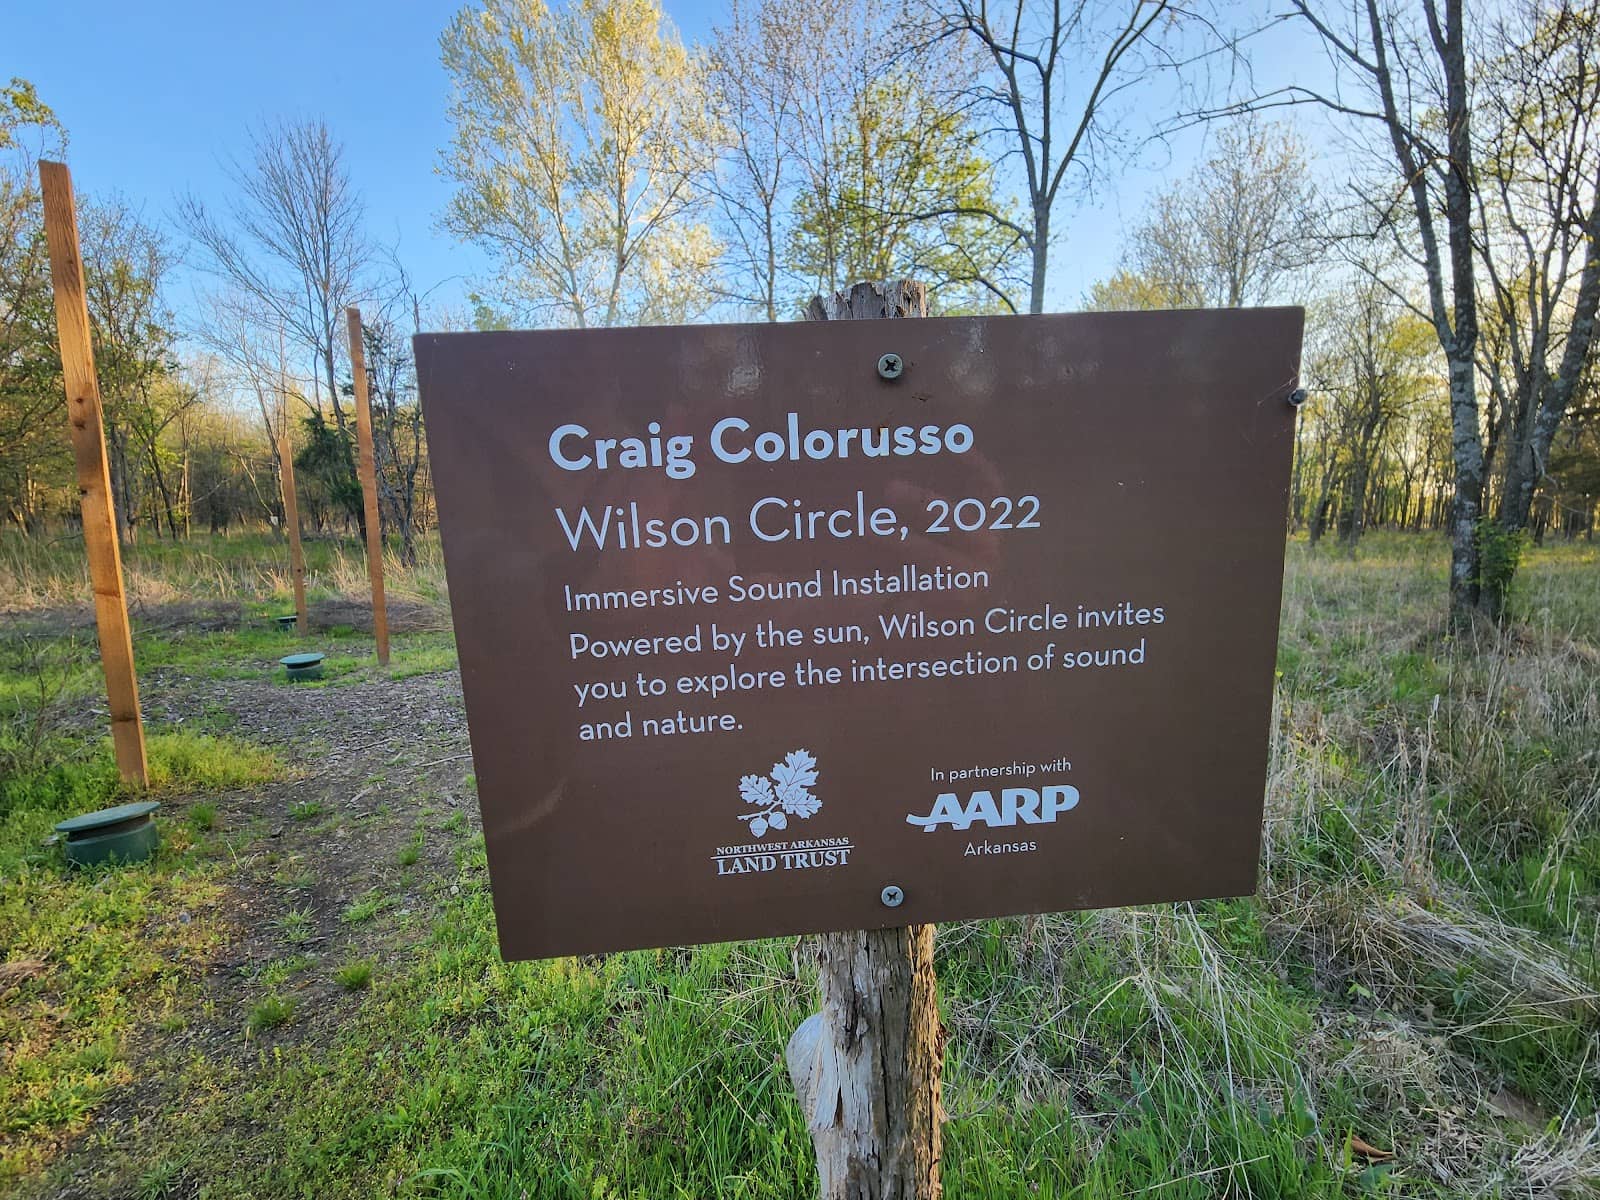 Craig Colorusso
Wilson Circle, 2022
Immersive Sound Installation
Powered by the sun, Wilson Circle invites
you to explore the intersection of sound
and nature.
NORTHWEST ARKANSAS
LAND TRUST
In partnership with
AARP
Arkansas